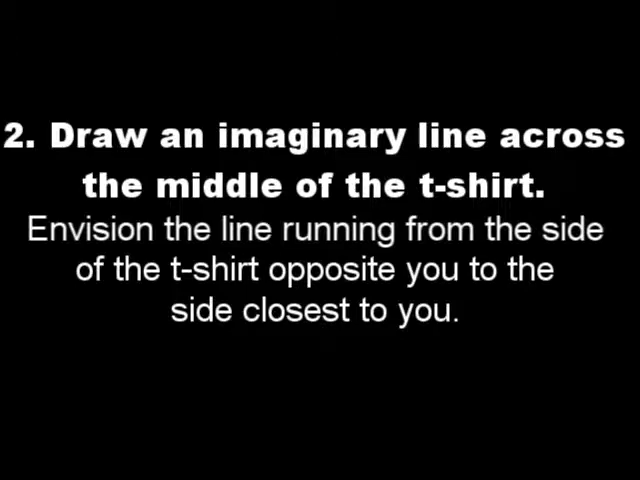 2. Draw an imaginary line across
the middle of the t-shirt.
Envision the line running from the side
of the t-shirt opposite you to the
side closest to you.